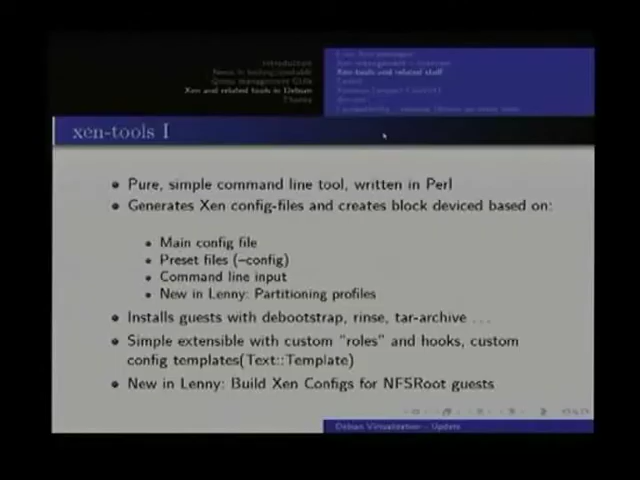 Introduction
News in testing/unstable
Qemu management GUIs
Xen and related tools in Debian
Xen-tools and related stuff
xen-tools I
Pure, simple command line tool, written in Perl
Generates Xen config-files and creates block deviced based on:
Main config file
Preset files (–config)
Command line input
New in Lenny: Partitioning profiles
Installs guests with debootstrap, rinse, tar-archive ...
Simple extensible with custom "roles" and hooks, custom
config templates(Text::Template)
New in Lenny: Build Xen Configs for NFSRoot guests
Debian Virtualization - Update